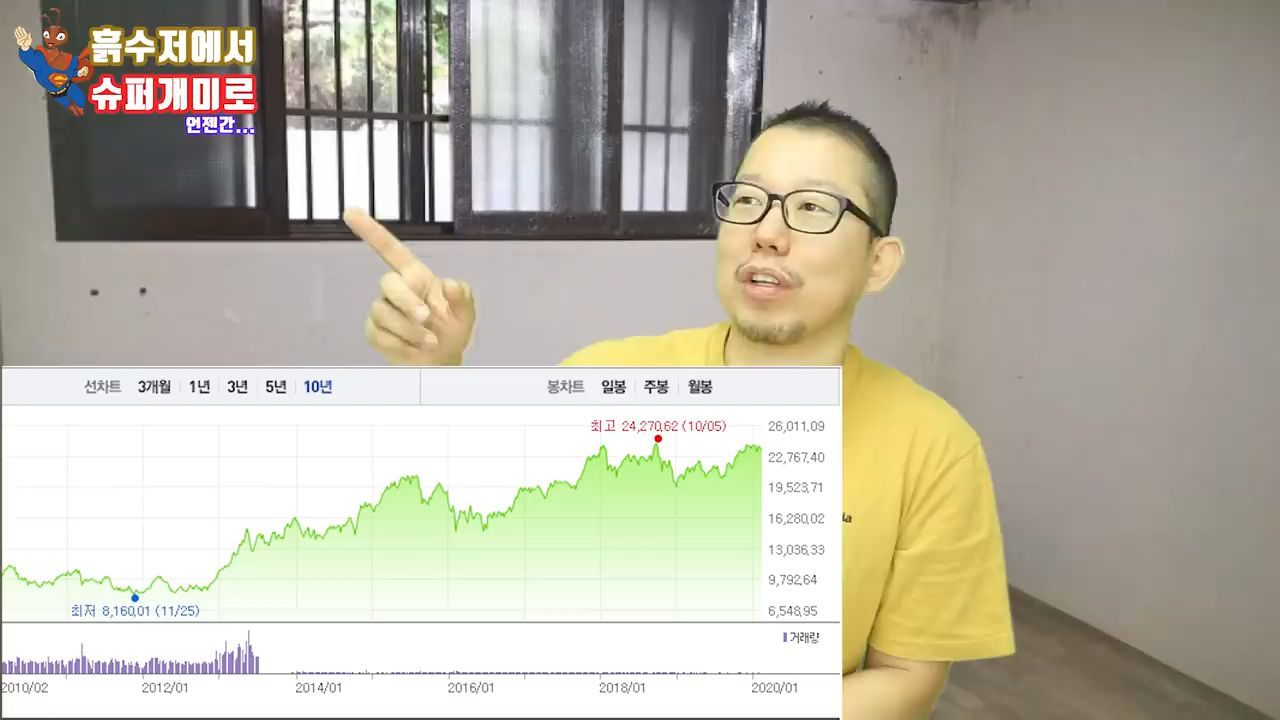 흙수저에서
슈퍼개미로
언젠간...
선차트 3개월 1년 3년 5년 10년
봉차트 일봉 주봉 월봉
최고 24,270,62 (10/05)
26,011,09
22,767,40
19,523,71
16,280,02
13,036,33
9,792,64
6,548,95
최저 8,160,01 (11/25)
거래량
2010/02 2012/01 2014/01 2016/01 2018/01 2020/01